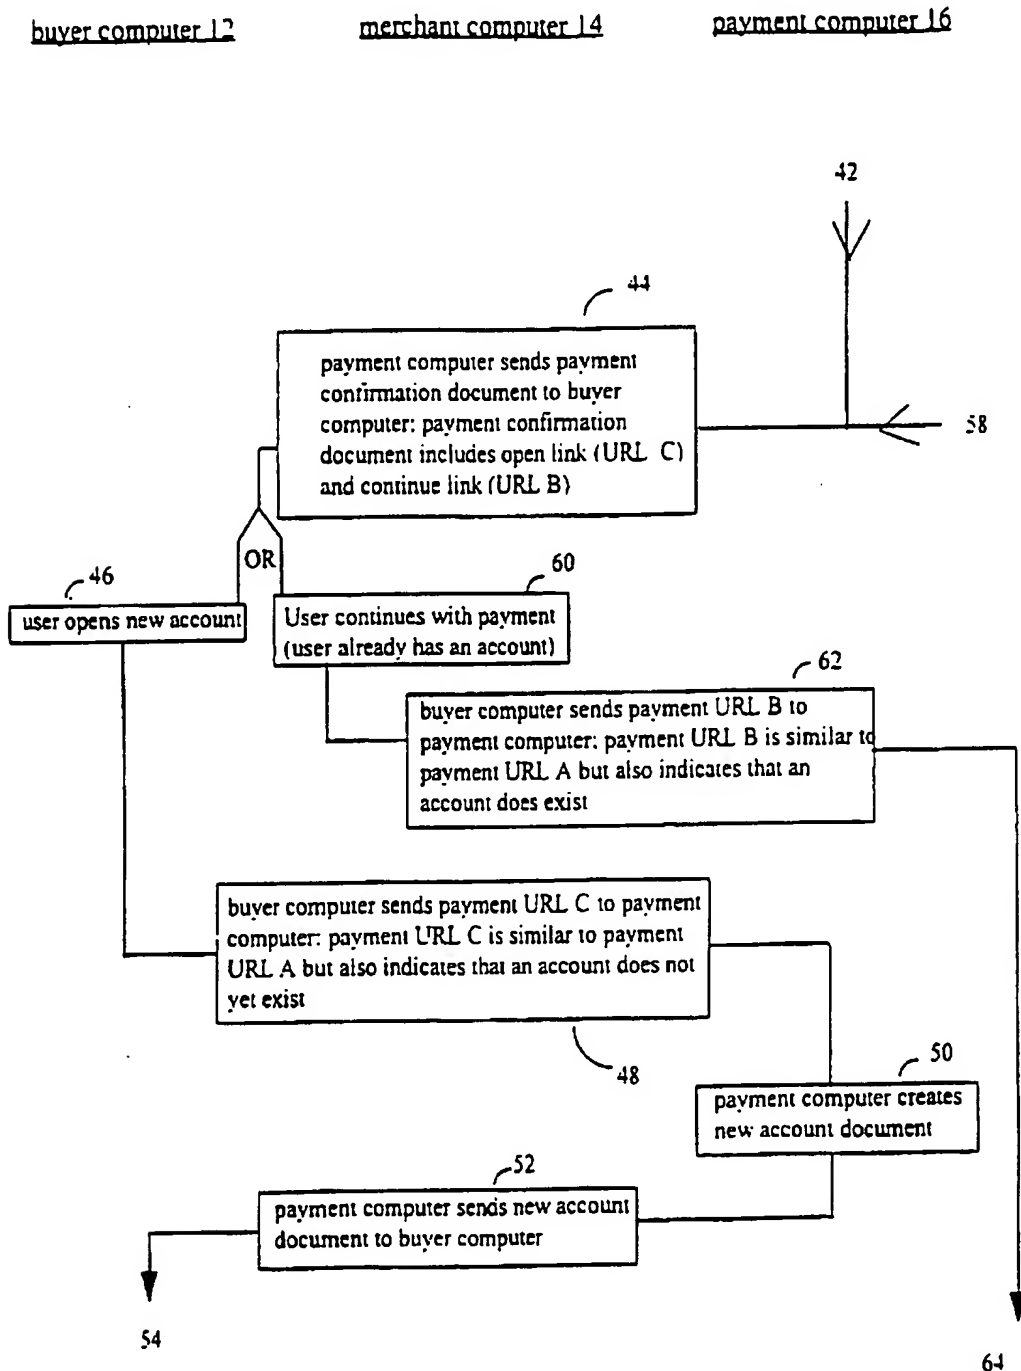 buyer computer 12
merchant computer 14
payment computer 16
42
44
payment computer sends payment
confirmation document to buyer
computer: payment confirmation
document includes open link (URL C)
and continue link (URL B)
58
OR
46
user opens new account
60
User continues with payment
(user already has an account)
62
buyer computer sends payment URL B to
payment computer; payment URL B is similar to
payment URL A but also indicates that an
account does exist
buyer computer sends payment URL C to payment
computer: payment URL C is similar to payment
URL A but also indicates that an account does not
yet exist
48
50
payment computer creates
new account document
52
payment computer sends new account
document to buyer computer
54
64